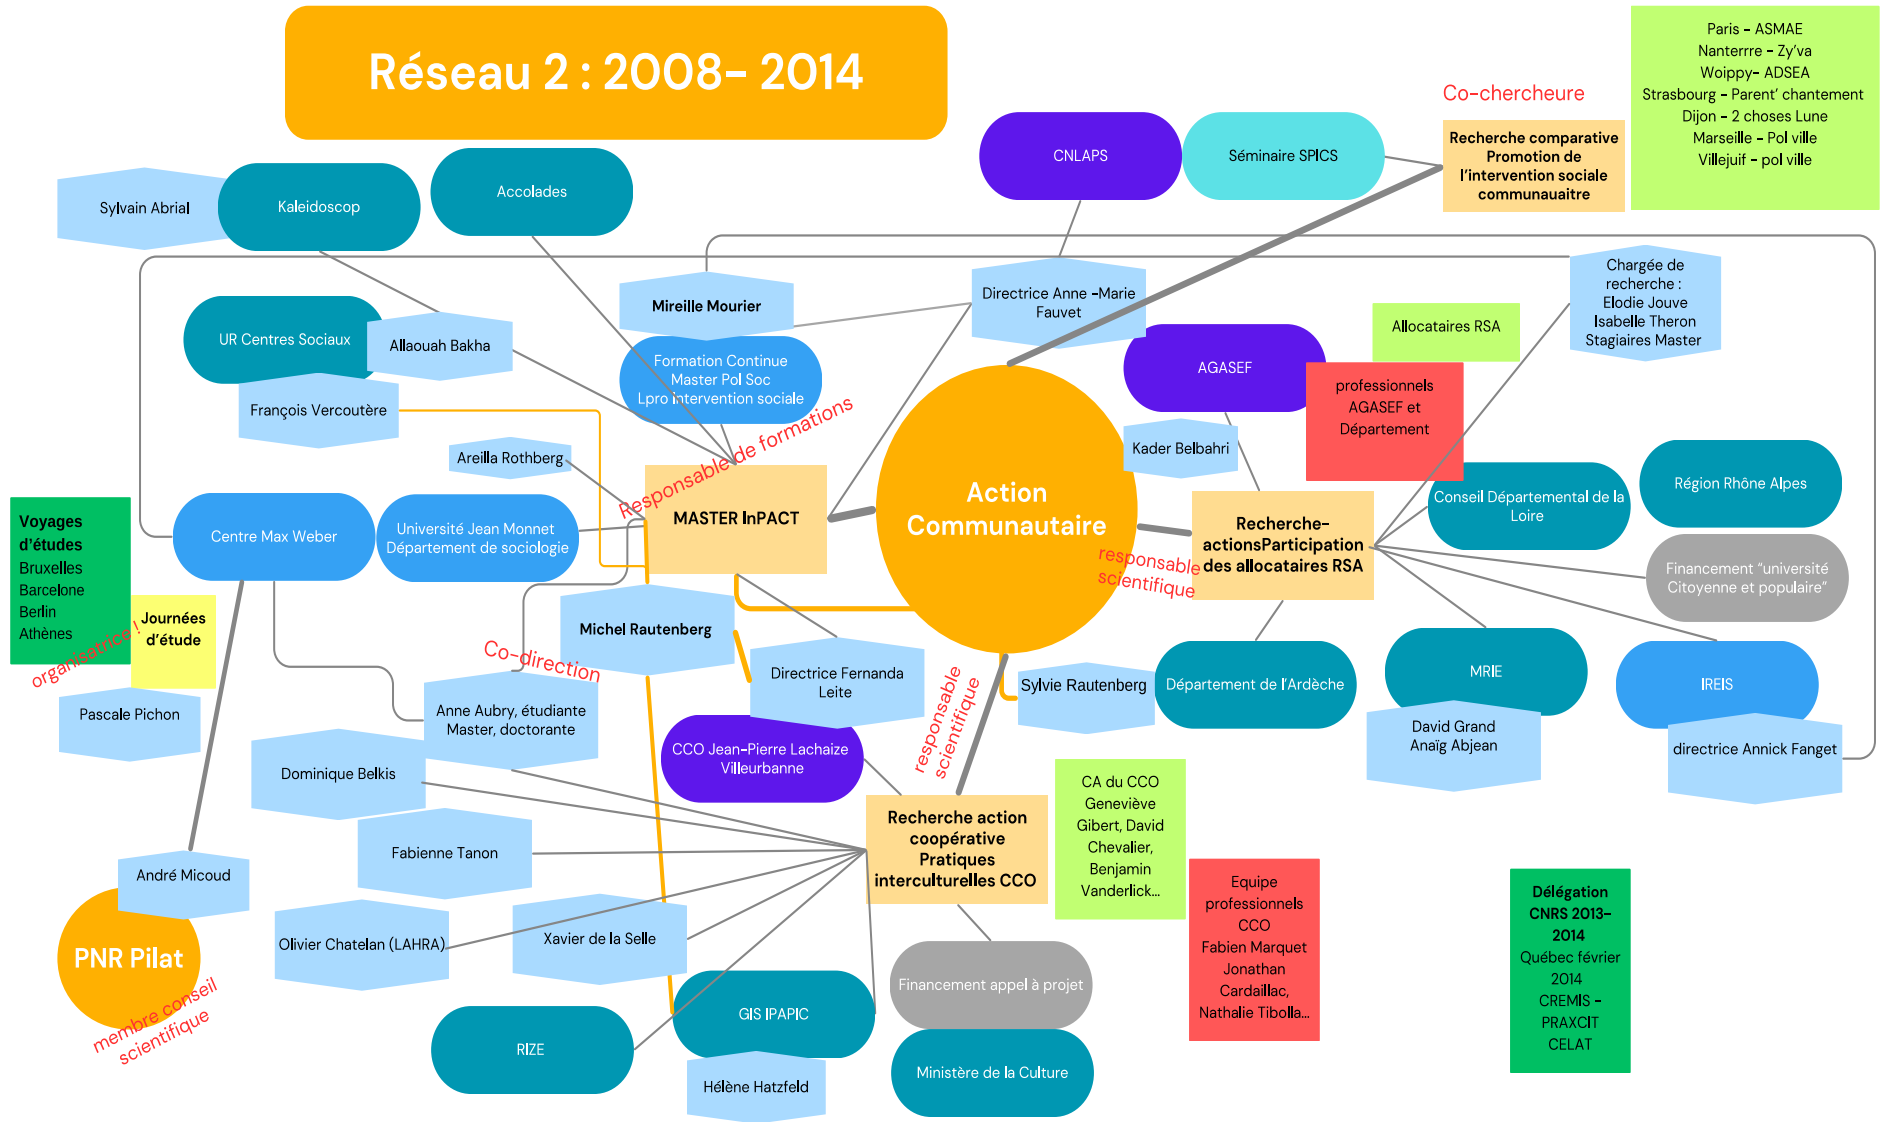 Réseau 2 : 2008- 2014
Paris - ASMAE
Nanterrre - Zy'va
Woippy- ADSEA
Strasbourg - Parent' chantement
Dijon - 2 choses Lune
Marseille - Pol ville
Villejuif - pol ville
Co-chercheure
Recherche comparative
Promotion de
l'intervention sociale
communauaitre
CNLAPS
Séminaire SPICS
Accolades
Kaleidoscop
Sylvain Abrial
Mireille Mourier
Directrice Anne -Marie
Fauvet
Chargée de
recherche :
Elodie Jouve
Isabelle Theron
Stagiaires Master
UR Centres Sociaux
Allaouah Bakha
François Vercoutère
Formation Continue
Master Pol Soc
Lpro intervention sociale
Responsable de formations
AGASEF
Allocataires RSA
professionnels
AGASEF et
Département
Kader Belbahri
Areilla Rothberg
MASTER InPACT
Action
Communautaire
responsable
scientifique
Recherche-
actionsParticipation
des allocataires RSA
Conseil Départemental de la
Loire
Région Rhône Alpes
Financement "université
Citoyenne et populaire"
Voyages
d'études
Bruxelles
Barcelone
Berlin
Athènes
Centre Max Weber
Université Jean Monnet
Département de sociologie
Journées
d'étude
organisatrice !
Pascale Pichon
Michel Rautenberg
Co-direction
Directrice Fernanda
Leite
Anne Aubry, étudiante
Master, doctorante
responsable
scientifique
Sylvie Rautenberg
Département de l'Ardèche
MRIE
David Grand
Anaïg Abjean
IREIS
directrice Annick Fanget
CCO Jean-Pierre Lachaize
Villeurbanne
Dominique Belkis
Fabienne Tanon
Recherche action
coopérative
Pratiques
interculturelles CCO
CA du CCO
Geneviève
Gibert, David
Chevalier,
Benjamin
Vanderlick...
Equipe
professionnels
CCO
Fabien Marquet
Jonathan
Cardaillac,
Nathalie Tibolla...
Délégation
CNRS 2013-
2014
Québec février
2014
CREMIS -
PRAXCIT
CELAT
André Micoud
PNR Pilat
membre conseil
scientifique
Olivier Chatelan (LAHRA)
Xavier de la Selle
Financement appel à projet
GIS IPAPIC
RIZE
Hélène Hatzfeld
Ministère de la Culture